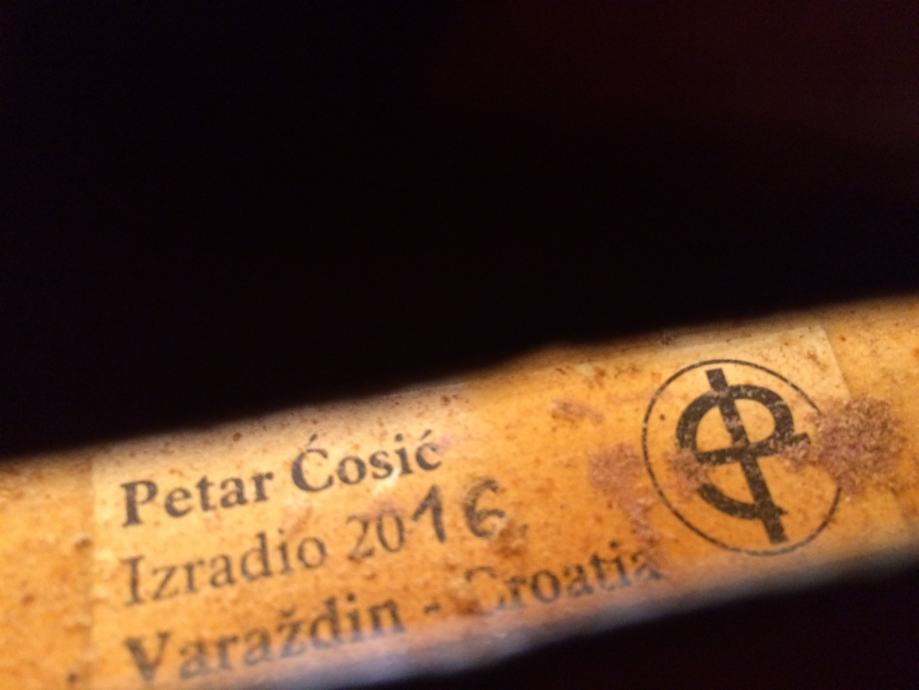 Petar Ćosić
Izradio 2016.
Varaždin - Croatia